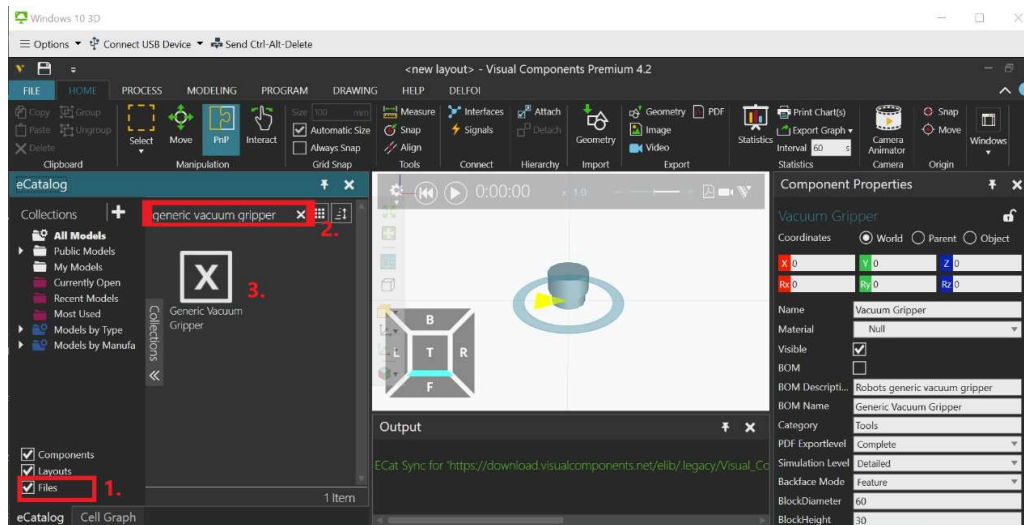 Windows 10 3D
Options Connect USB Device Send Ctrl-Alt-Delete
<new layout> - Visual Components Premium 4.2
FILE HOME PROCESS MODELING PROGRAM DRAWING HELP DELFOI
Copy Group
Paste Ungroup
Delete
Clipboard
Select Move PnP Interact
Manipulation
Size 100 mm
Automatic Size
Always Snap
Grid Snap
Measure
Snap
Align
Tools
Interfaces
Signals
Connect
Attach
Detach
Hierarchy
Geometry
Import
Geometry PDF
Image
Video
Export
Statistics
Print Chart(s)
Export Graph
Interval 60 s
Statistics
Camera
Animator
Camera
Snap
Move
Origin
Windows
eCatalog
Collections
generic vacuum gripper
2.
All Models
Public Models
My Models
Currently Open
Recent Models
Most Used
Models by Type
Models by Manufa
Collections
X
Generic Vacuum
Gripper
3.
Components
Layouts
Files
1.
1 Item
eCatalog Cell Graph
0:00:00 x 1.0
B
L T R
F
Output
ECat Sync for 'https://download.visualcomponents.net/elib/.legacy/Visual_Co
Component Properties
Vacuum Gripper
Coordinates World Parent Object
X 0 Y 0 Z 0
Rx 0 Ry 0 Rz 0
Name Vacuum Gripper
Material Null
Visible
BOM
BOM Descripti... Robots generic vacuum gripper
BOM Name Generic Vacuum Gripper
Category Tools
PDF Exportlevel Complete
Simulation Level Detailed
Backface Mode Feature
BlockDiameter 60
BlockHeight 30